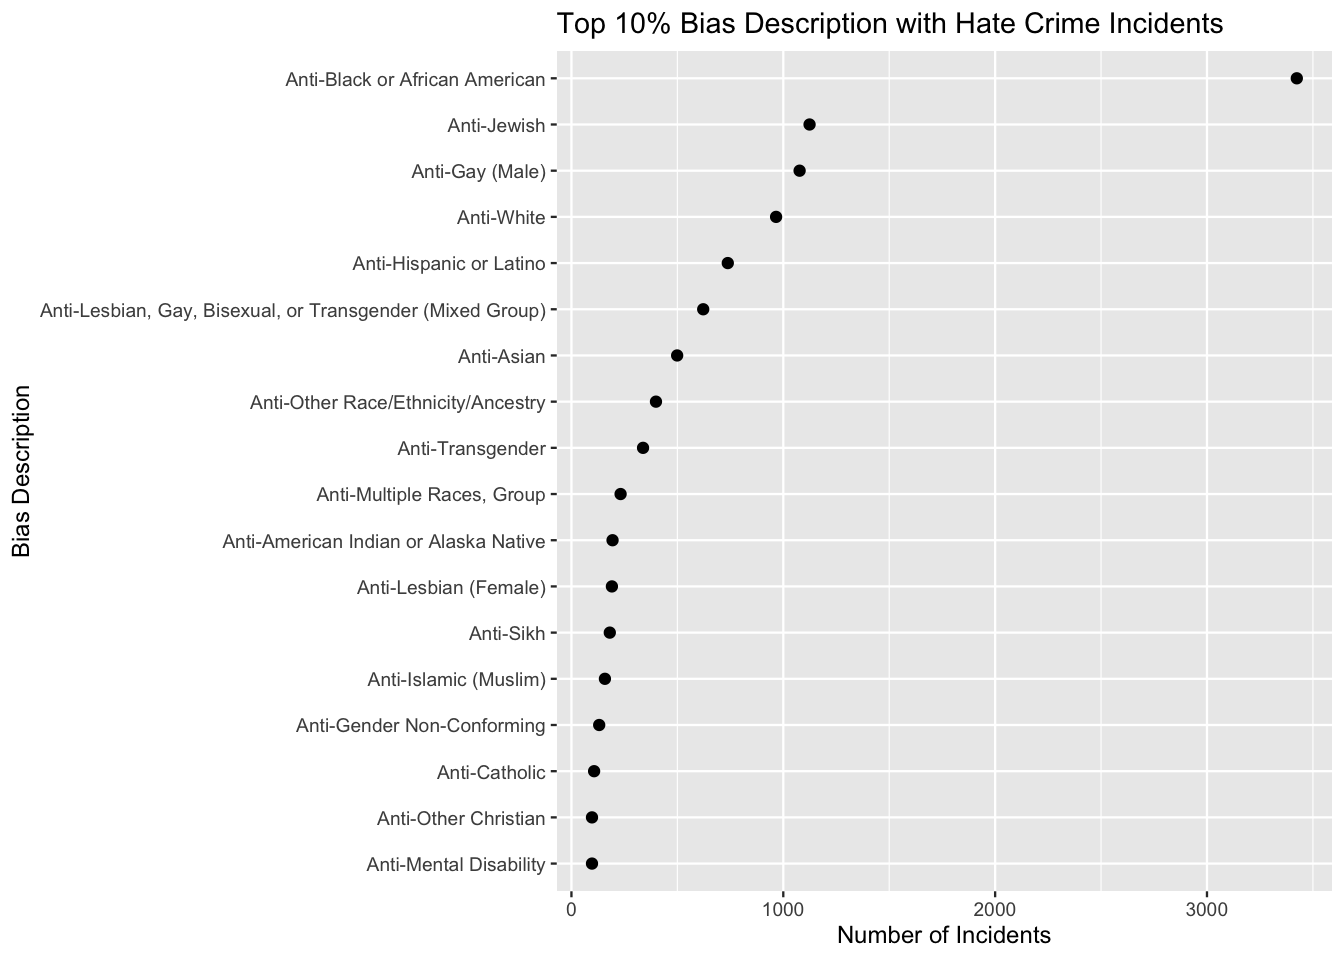 Top 10% Bias Description with Hate Crime Incidents
Anti-Black or African American
Anti-Jewish
Anti-Gay (Male)
Anti-White
Anti-Hispanic or Latino
Anti-Lesbian, Gay, Bisexual, or Transgender (Mixed Group)
Anti-Asian
Anti-Other Race/Ethnicity/Ancestry
Anti-Transgender
Anti-Multiple Races, Group
Anti-American Indian or Alaska Native
Anti-Lesbian (Female)
Anti-Sikh
Anti-Islamic (Muslim)
Anti-Gender Non-Conforming
Anti-Catholic
Anti-Other Christian
Anti-Mental Disability
Bias Description
0 1000 2000 3000
Number of Incidents